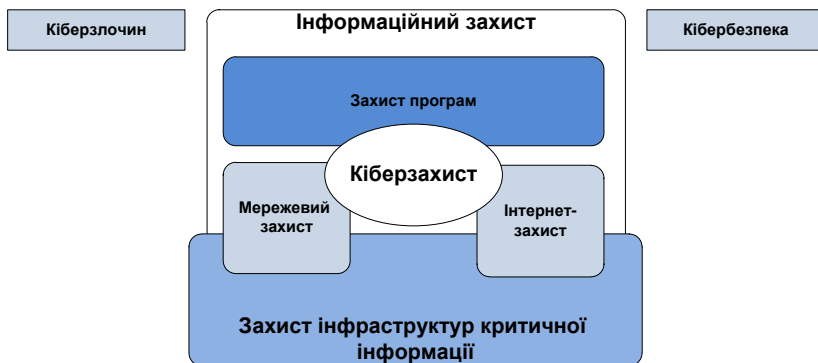 Кіберзлочин
Інформаційний захист
Кібербезпека
Захист програм
Кіберзахист
Мережевий
захист
Інтернет-
захист
Захист інфраструктур критичної
інформації